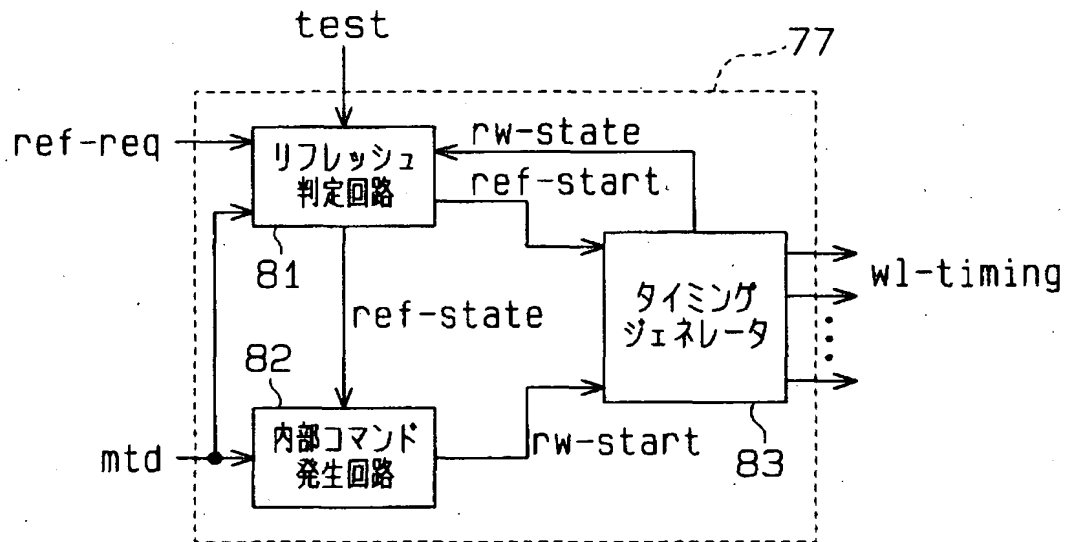 test
77
ref-req
rw-state
リフレッシュ
判定回路
ref-start
81
wl-timing
タイミング
ジェネレータ
ref-state
82
内部コマンド
発生回路
mtd
rw-start
83